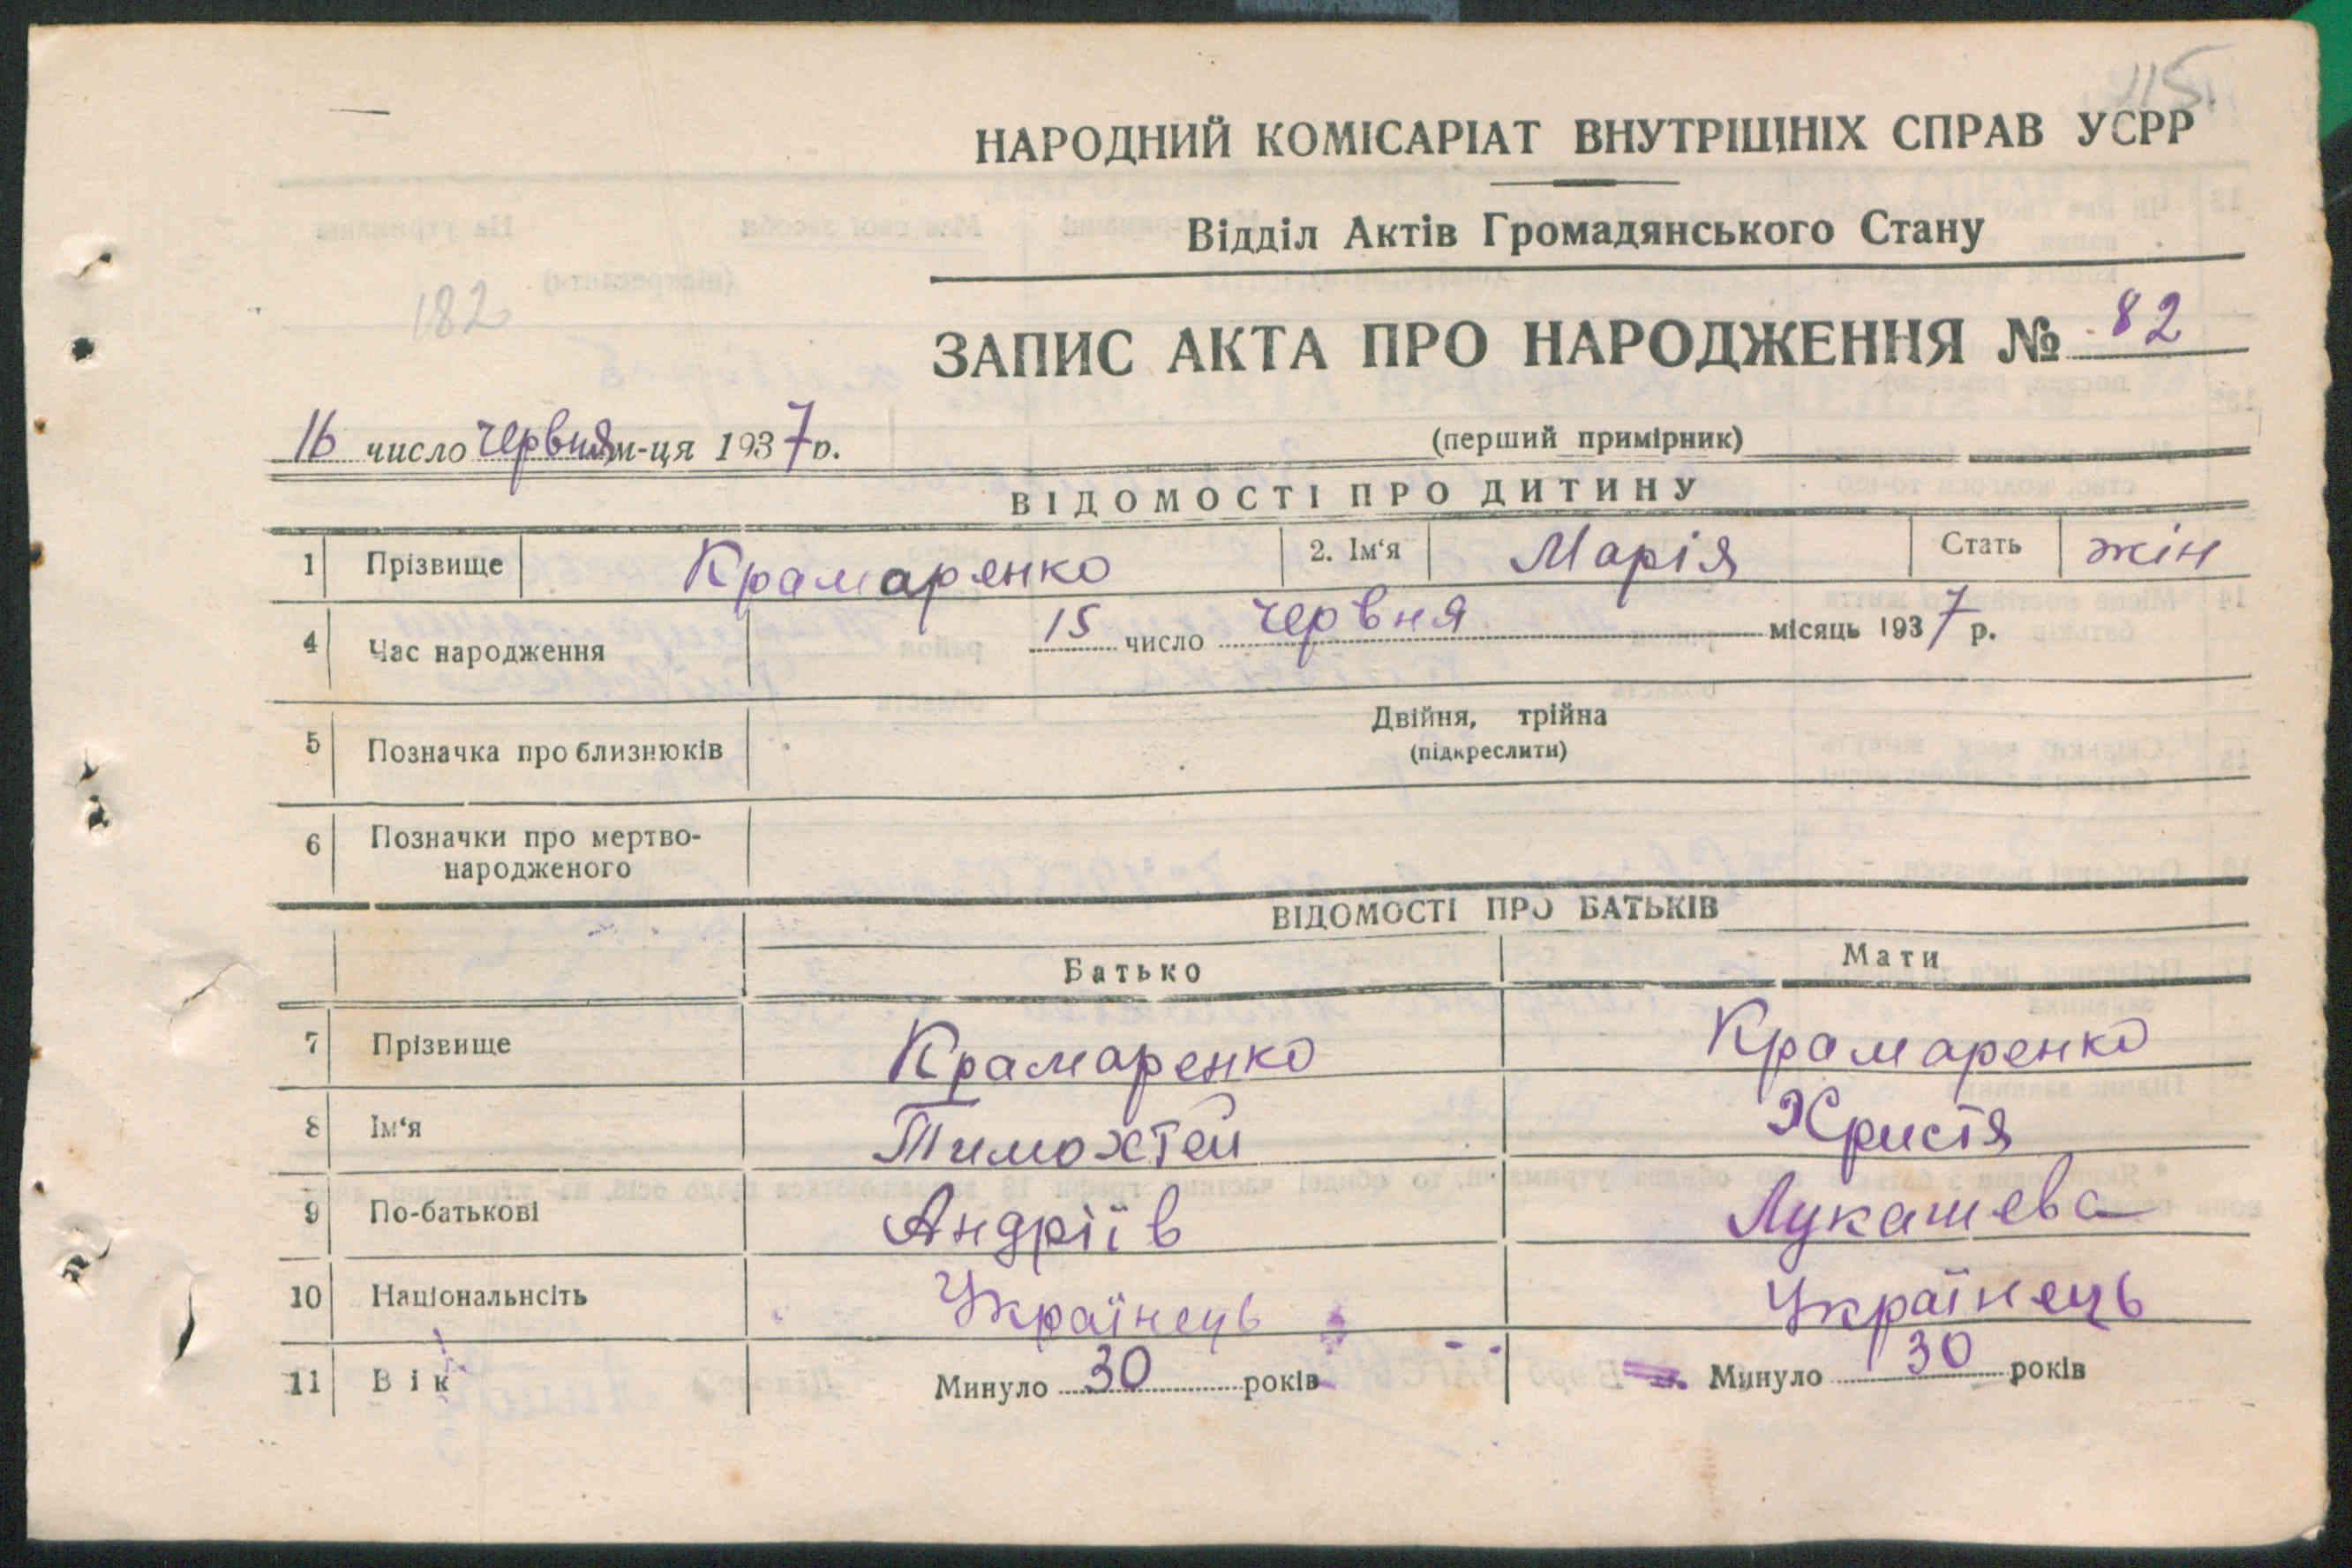 115.
НАРОДНИЙ КОМІСАРІАТ ВНУТРІШНІХ СПРАВ УСРР
Відділ Актів Громадянського Стану
182
ЗАПИС АКТА ПРО НАРОДЖЕННЯ № 82
16 число червня м-ця 1937 р.
(перший примірник)
ВІДОМОСТІ ПРО ДИТИНУ
1 Прізвище Крамаренко 2. Ім‘я Марія Стать жін
4 Час народження 15 число червня місяць 1937 р.
5 Позначка про близнюків Двійня, трійна
(підкреслити)
6 Позначки про мертво-
народженого
ВІДОМОСТІ ПРО БАТЬКІВ
Батько Мати
7 Прізвище Крамаренко Крамаренко
8 Ім‘я Тимохтей Христя
9 По-батькові Андріїв Лукашева
10 Національнсіть Українець Українець
11 Вік Минуло 30 років Минуло 30 років